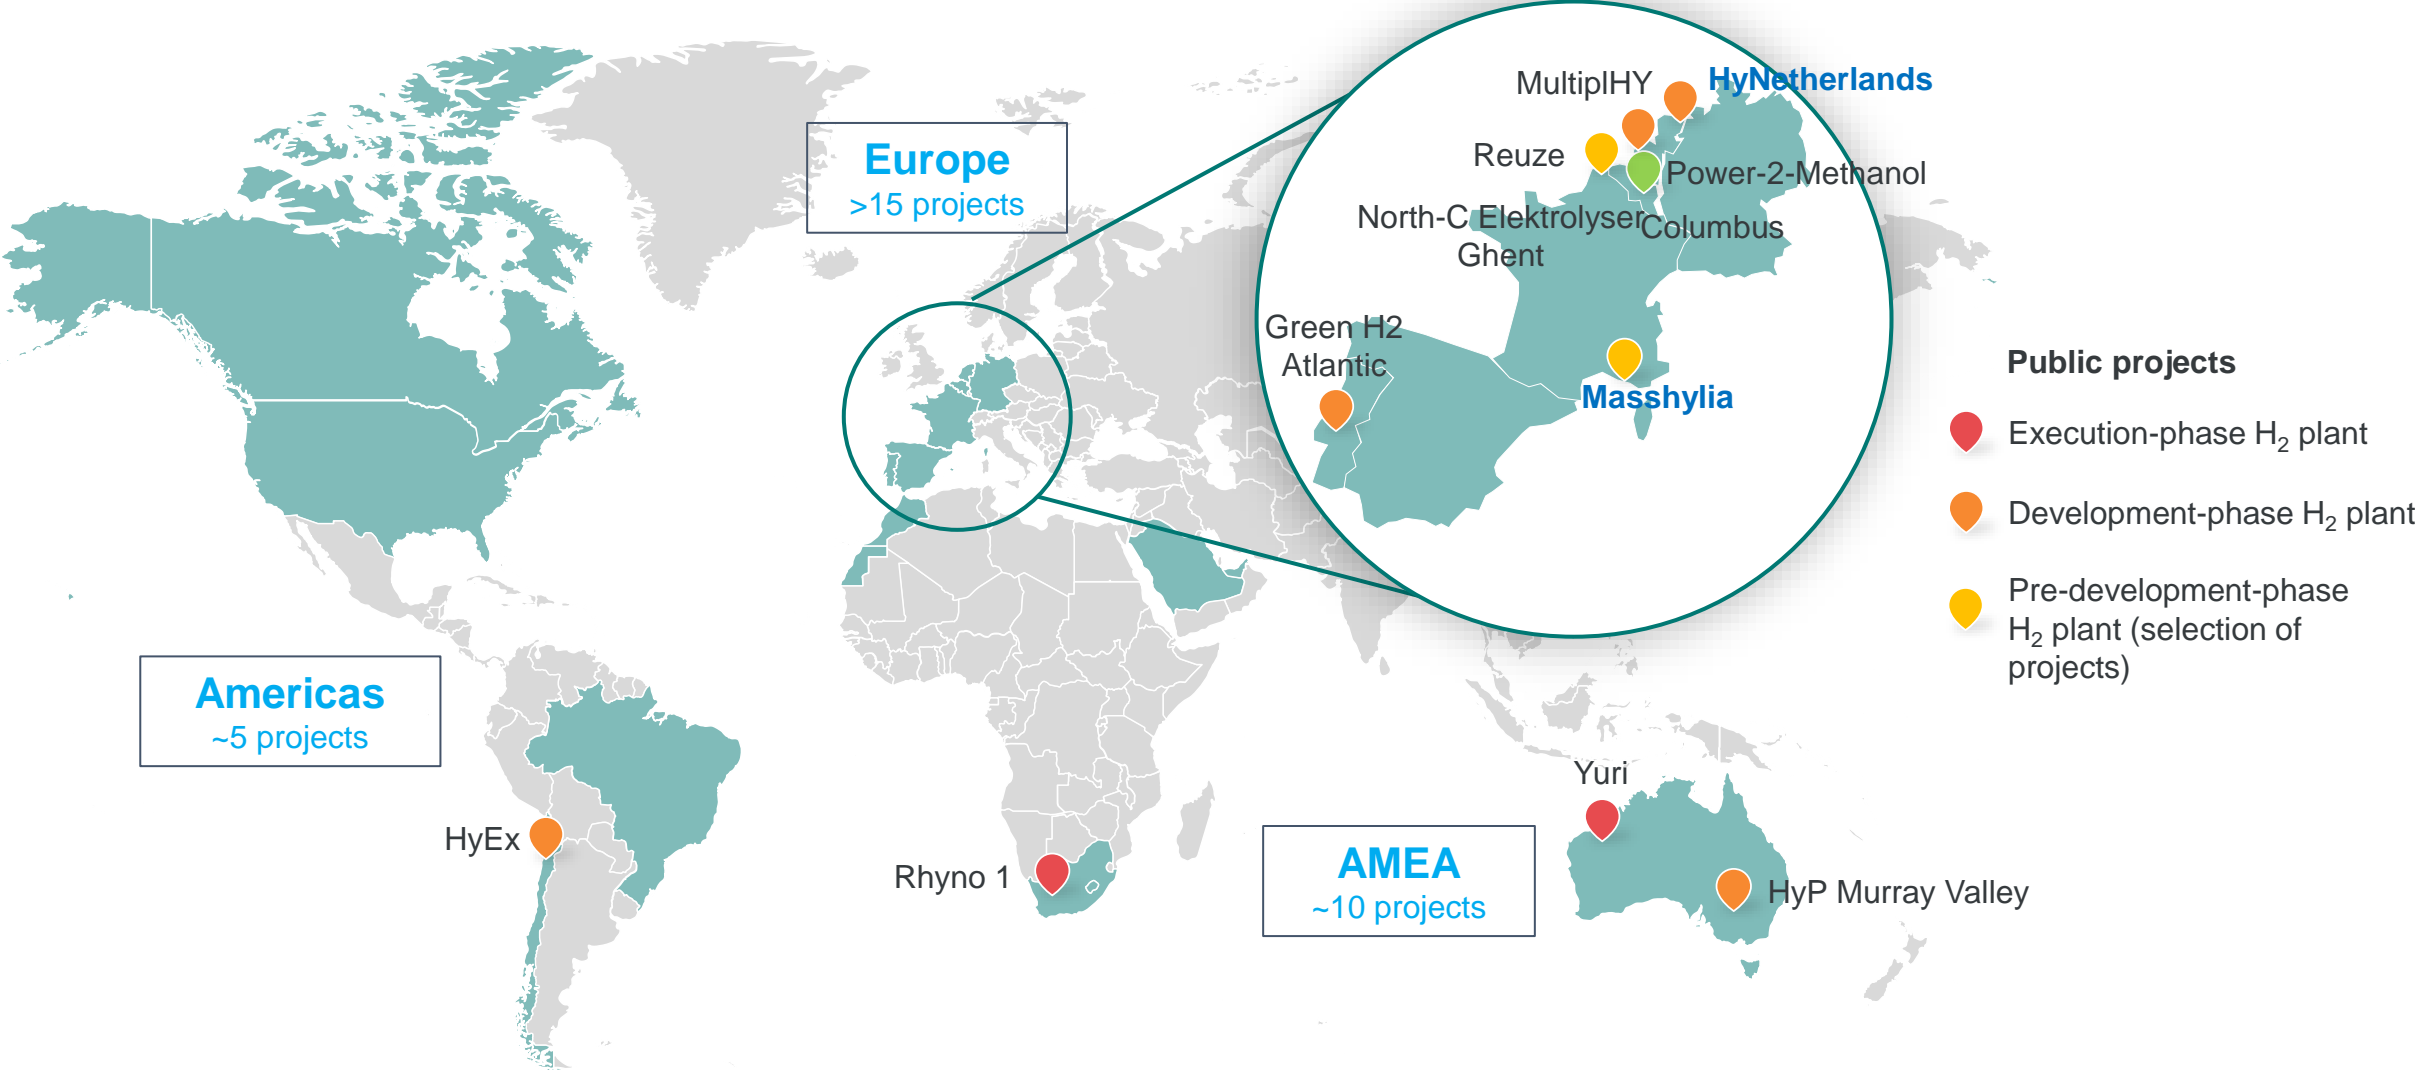 Europe
>15 projects
MultiplHY
HyNetherlands
Reuze
Power-2-Methanol
North-C Elektrolyser
Ghent
Columbus
Green H2
Atlantic
Masshylia
Public projects
Execution-phase H₂ plant
Development-phase H₂ plant
Pre-development-phase
H₂ plant (selection of
projects)
Americas
~5 projects
HyEx
Rhyno 1
AMEA
~10 projects
Yuri
HyP Murray Valley